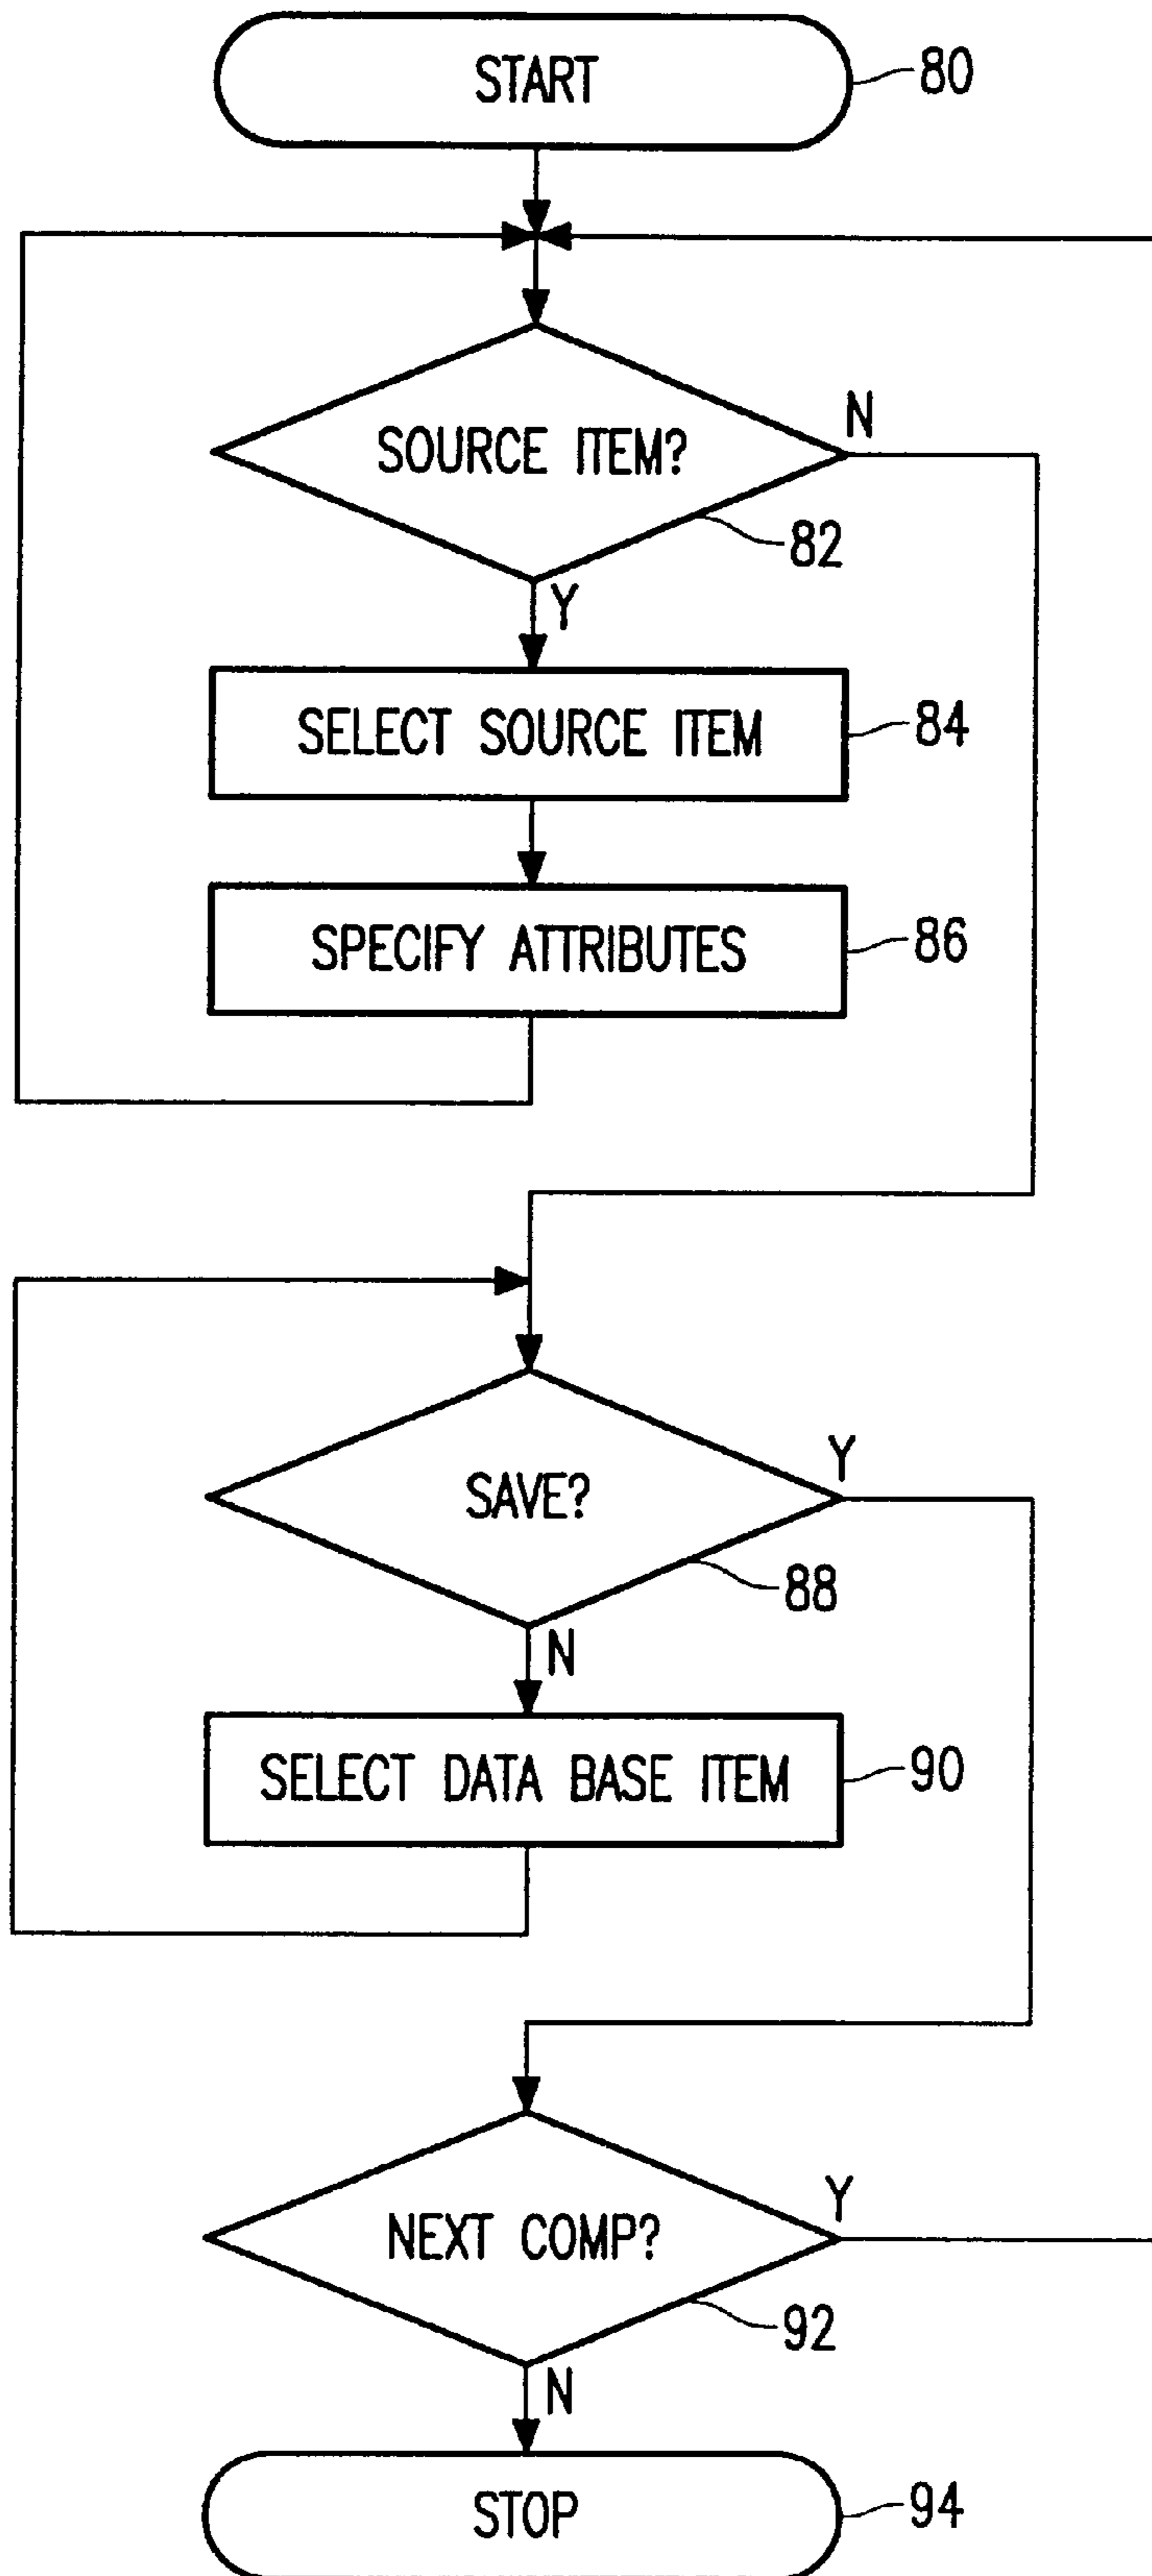 START
80
SOURCE ITEM?
N
82
Y
SELECT SOURCE ITEM
84
SPECIFY ATTRIBUTES
86
Y
SAVE?
88
N
SELECT DATA BASE ITEM
90
Y
NEXT COMP?
92
N
STOP
94